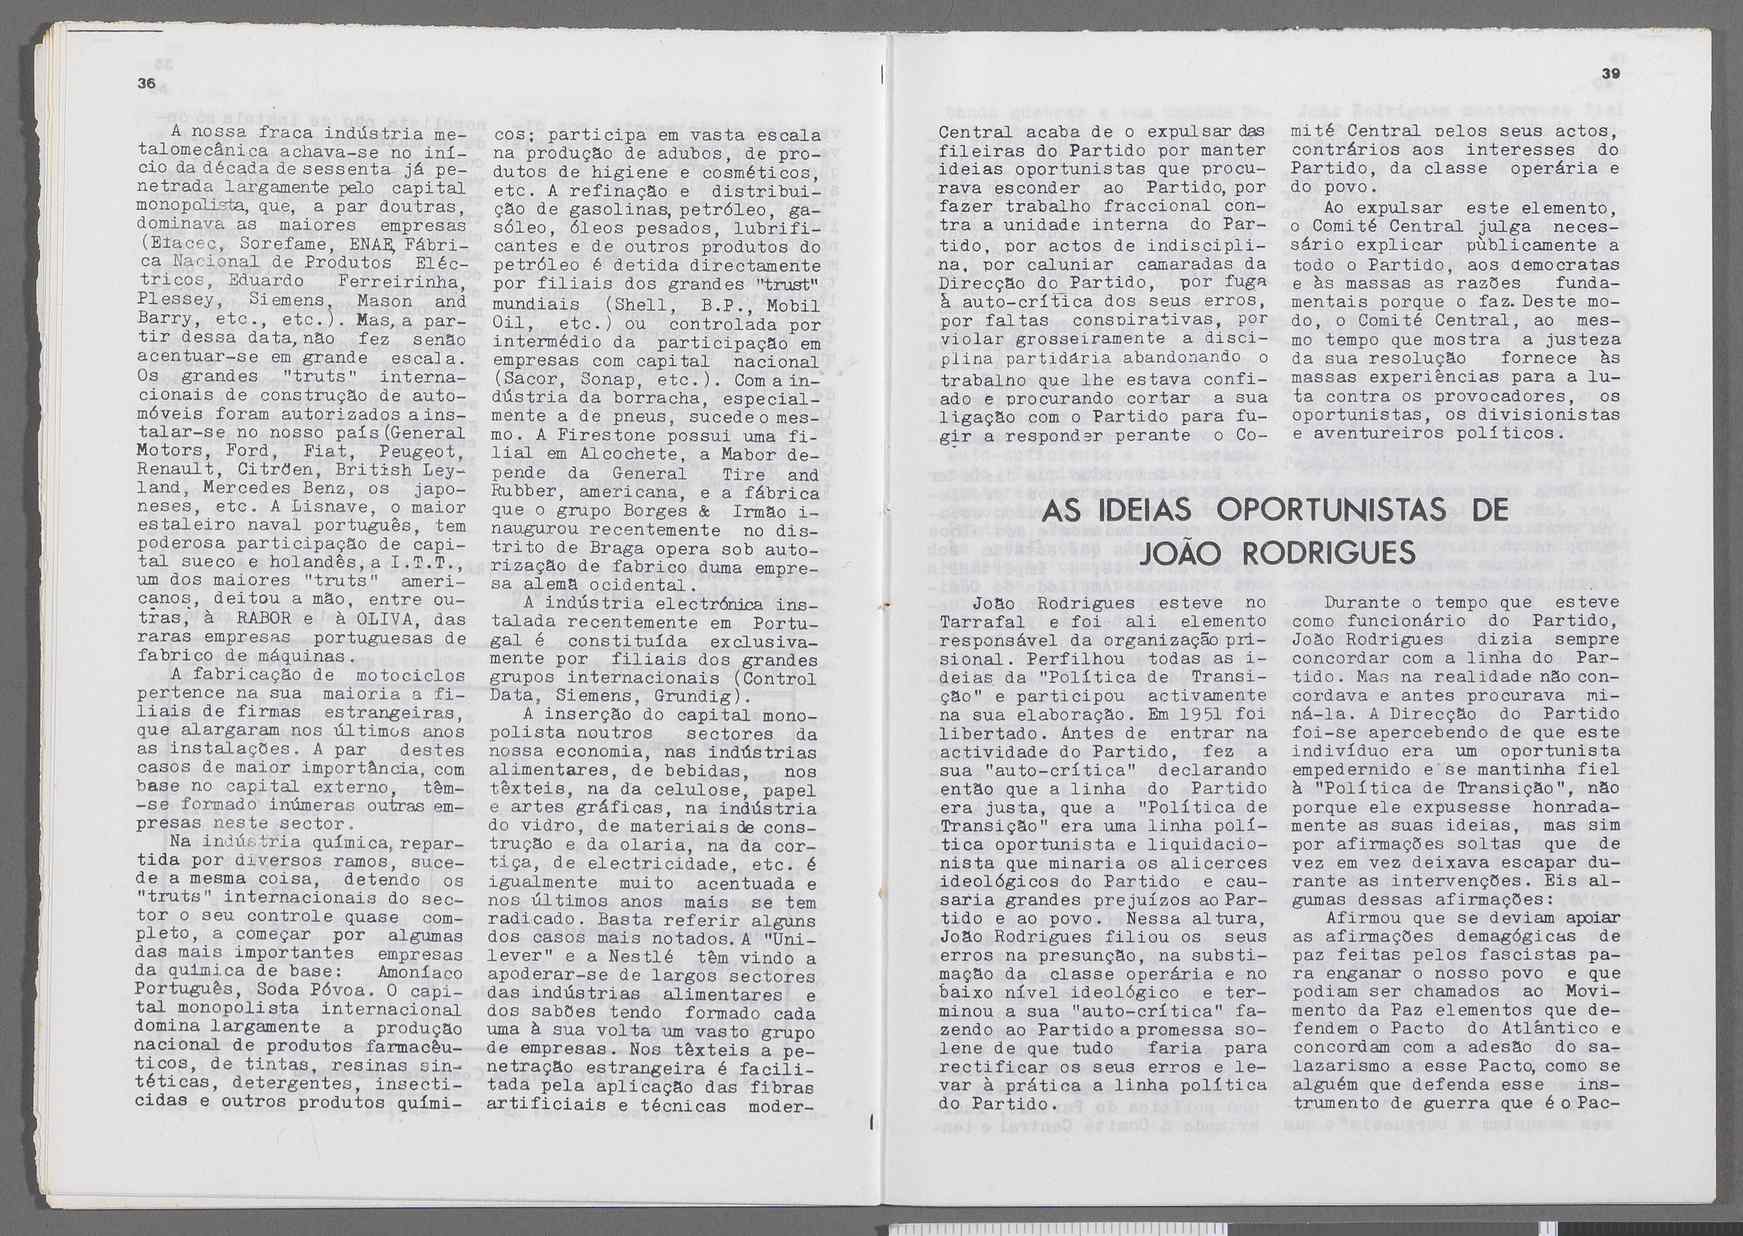 36
A nossa fraca indústria me-
talomecânica achava-se no iní-
cio da década de sessenta já pe-
netrada largamente pelo capital
monopolista, que, a par doutras,
dominava as maiores empresas
(Efacec, Sorefame, ENAE, Fábri-
ca Nacional de Produtos Eléc-
tricos, Eduardo Ferreirinha,
Plessey, Siemens, Mason and
Barry, etc., etc.). Mas, a par-
tir dessa data, não fez senão
acentuar-se em grande escala.
Os grandes "truts" interna-
cionais de construção de auto-
móveis foram autorizados a ins-
talar-se no nosso país (General
Motors, Ford, Fiat, Peugeot,
Renault, Citröen, British Ley-
land, Mercedes Benz, os japo-
neses, etc. A Lisnave, o maior
estaleiro naval português, tem
poderosa participação de capi-
tal sueco e holandês, a I.T.T.,
um dos maiores "truts" ameri-
canos, deitou a mão, entre ou-
tras, à RABOR e à OLIVA, das
raras empresas portuguesas de
fabrico de máquinas.
A fabricação de motociclos
pertence na sua maioria a fi-
liais de firmas estrangeiras,
que alargaram nos últimos anos
as instalações. A par destes
casos de maior importância, com
base no capital externo, têm-
-se formado inúmeras outras em-
presas neste sector.
Na indústria química, repar-
tida por diversos ramos, suce-
de a mesma coisa, detendo os
"truts" internacionais do sec-
tor o seu controle quase com-
pleto, a começar por algumas
das mais importantes empresas
da química de base: Amoníaco
Português, Soda Póvoa. O capi-
tal monopolista internacional
domina largamente a produção
nacional de produtos farmacêu-
ticos, de tintas, resinas sin-
téticas, detergentes, insecti-
cidas e outros produtos quími-
cos; participa em vasta escala
na produção de adubos, de pro-
dutos de higiene e cosméticos,
etc. A refinação e distribui-
ção de gasolinas, petróleo, ga-
sóleo, óleos pesados, lubrifi-
cantes e de outros produtos do
petróleo é detida directamente
por filiais dos grandes "trust"
mundiais (Shell, B.P., Mobil
Oil, etc.) ou controlada por
intermédio da participação em
empresas com capital nacional
(Sacor, Sonap, etc.). Com a in-
dústria da borracha, especial-
mente a de pneus, sucede o mes-
mo. A Firestone possui uma fi-
lial em Alcochete, a Mabor de-
pende da General Tire and
Rubber, americana, e a fábrica
que o grupo Borges & Irmão i-
naugurou recentemente no dis-
trito de Braga opera sob auto-
rização de fabrico duma empre-
sa alemã ocidental.
A indústria electrónica ins-
talada recentemente em Portu-
gal é constituída exclusiva-
mente por filiais dos grandes
grupos internacionais (Control
Data, Siemens, Grundig).
A inserção do capital mono-
polista noutros sectores da
nossa economia, nas indústrias
alimentares, de bebidas, nos
têxteis, na da celulose, papel
e artes gráficas, na indústria
do vidro, de materiais de cons-
trução e da olaria, na da cor-
tiça, de electricidade, etc. é
igualmente muito acentuada e
nos últimos anos mais se tem
radicado. Basta referir alguns
dos casos mais notados. A "Uni-
lever" e a Nestlé têm vindo a
apoderar-se de largos sectores
das indústrias alimentares e
dos sabões tendo formado cada
uma à sua volta um vasto grupo
de empresas. Nos têxteis a pe-
netração estrangeira é facili-
tada pela aplicação das fibras
artificiais e técnicas moder-
39
Central acaba de o expulsar das
fileiras do Partido por manter
ideias oportunistas que procu-
rava esconder ao Partido, por
fazer trabalho fraccional con-
tra a unidade interna do Par-
tido, por actos de indiscipli-
na, por caluniar camaradas da
Direcção do Partido, por fuga
à auto-crítica dos seus erros,
por faltas conspirativas, por
violar grosseiramente a disci-
plina partidária abandonando o
trabalho que lhe estava confi-
ado e procurando cortar a sua
ligação com o Partido para fu-
gir a responder perante o Co-
mité Central pelos seus actos,
contrários aos interesses do
Partido, da classe operária e
do povo.
Ao expulsar este elemento,
o Comité Central julga neces-
sário explicar pùblicamente a
todo o Partido, aos democratas
e às massas as razões funda-
mentais porque o faz. Deste mo-
do, o Comité Central, ao mes-
mo tempo que mostra a justeza
da sua resolução fornece às
massas experiências para a lu-
ta contra os provocadores, os
oportunistas, os divisionistas
e aventureiros políticos.
AS IDEIAS OPORTUNISTAS DE
JOÃO RODRIGUES
João Rodrigues esteve no
Tarrafal e foi ali elemento
responsável da organização pri-
sional. Perfilhou todas as i-
deias da "Política de Transi-
ção" e participou activamente
na sua elaboração. Em 1951 foi
libertado. Antes de entrar na
actividade do Partido, fez a
sua "auto-crítica" declarando
então que a linha do Partido
era justa, que a "Política de
Transição" era uma linha polí-
tica oportunista e liquidacio-
nista que minaria os alicerces
ideológicos do Partido e cau-
saria grandes prejuízos ao Par-
tido e ao povo. Nessa altura,
João Rodrigues filiou os seus
erros na presunção, na substi-
mação da classe operária e no
baixo nível ideológico e ter-
minou a sua "auto-crítica" fa-
zendo ao Partido a promessa so-
lene de que tudo faria para
rectificar os seus erros e le-
var à prática a linha política
do Partido.
Durante o tempo que esteve
como funcionário do Partido,
João Rodrigues dizia sempre
concordar com a linha do Par-
tido. Mas na realidade não con-
cordava e antes procurava mi-
ná-la. A Direcção do Partido
foi-se apercebendo de que este
indivíduo era um oportunista
empedernido e se mantinha fiel
à "Política de Transição", não
porque ele expusesse honrada-
mente as suas ideias, mas sim
por afirmações soltas que de
vez em vez deixava escapar du-
rante as intervenções. Eis al-
gumas dessas afirmações:
Afirmou que se deviam apoiar
as afirmações demagógicas de
paz feitas pelos fascistas pa-
ra enganar o nosso povo e que
podiam ser chamados ao Movi-
mento da Paz elementos que de-
fendem o Pacto do Atlântico e
concordam com a adesão do sa-
lazarismo a esse Pacto, como se
alguém que defenda esse ins-
trumento de guerra que é o Pac-